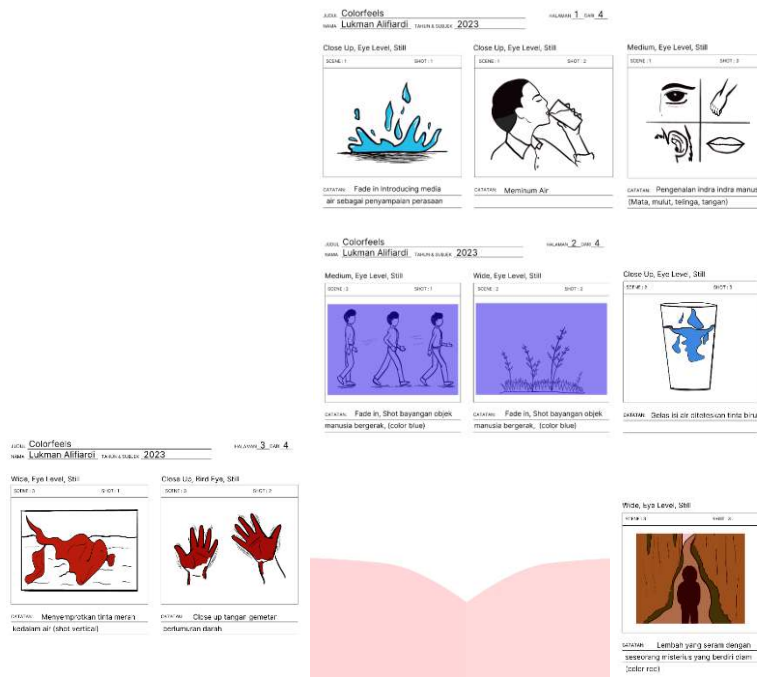 JUDUL Colorfeels HALAMAN 1 DARI 4
NAMA Lukman Alifiardi TAHUN & SUBJEK 2023
Close Up, Eye Level, Still
SCENE : 1 SHOT : 1
CATATAN: Fade in Introducing media
air sebagai penyampaian perasaan
Close Up, Eye Level, Still
SCENE : 1 SHOT : 2
CATATAN: Meminum Air
Medium, Eye Level, Still
SCENE : 1 SHOT : 3
CATATAN: Pengenalan indra indra manus
(Mata, mulut, telinga, tangan)
JUDUL Colorfeels HALAMAN 2 DARI 4
NAMA Lukman Alifiardi TAHUN & SUBJEK 2023
Medium, Eye Level, Still
SCENE : 2 SHOT : 1
CATATAN: Fade in, Shot bayangan objek
manusia bergerak, (color blue)
Wide, Eye Level, Still
SCENE : 2 SHOT : 2
CATATAN: Fade in, Shot bayangan objek
manusia bergerak, (color blue)
Close Up, Eye Level, Still
SCENE : 2 SHOT : 3
CATATAN: Gelas isi air diteteskan tinta biru
JUDUL Colorfeels HALAMAN 3 DARI 4
NAMA Lukman Alifiardi TAHUN & SUBJEK 2023
Wide, Eye Level, Still
SCENE : 3 SHOT : 1
CATATAN: Menyemprotkan tinta merah
kedalam air (shot vertical)
Close Up, Bird Eye, Still
SCENE : 3 SHOT : 2
CATATAN: Close up tangan gemetar
berlumuran darah
Wide, Eye Level, Still
SCENE : 3 SHOT : 3
CATATAN: Lembah yang seram dengan
seseorang misterius yang berdiri diam
(color red)